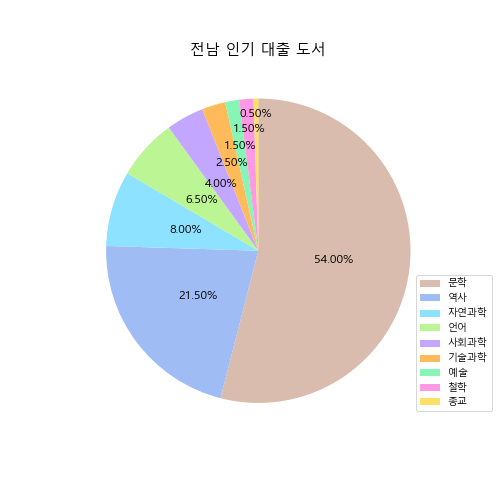 전남 인기 대출 도서
0.50%
1.50%
1.50%
2.50%
4.00%
6.50%
8.00%
54.00%
21.50%
문학
역사
자연과학
언어
사회과학
기술과학
예술
철학
종교